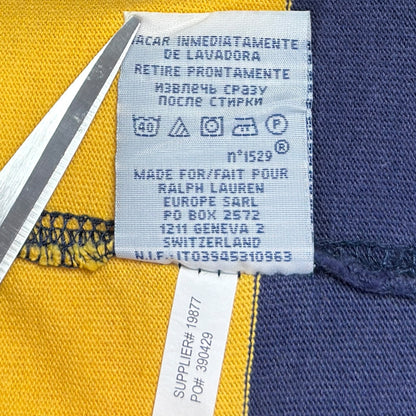 SACAR INMEDIATAMENTE
DE LAVADORA
RETIRE PRONTAMENTE
ИЗВЛЕЧЬ СРАЗУ
ПОСЛЕ СТИРКИ
40 P
n°1529®
MADE FOR/FAIT POUR
RALPH LAUREN
EUROPE SARL
PO BOX 2572
1211 GENEVA 2
SWITZERLAND
N.I.F.:IT03945310963
SUPPLIER# 19877
PO# 390429